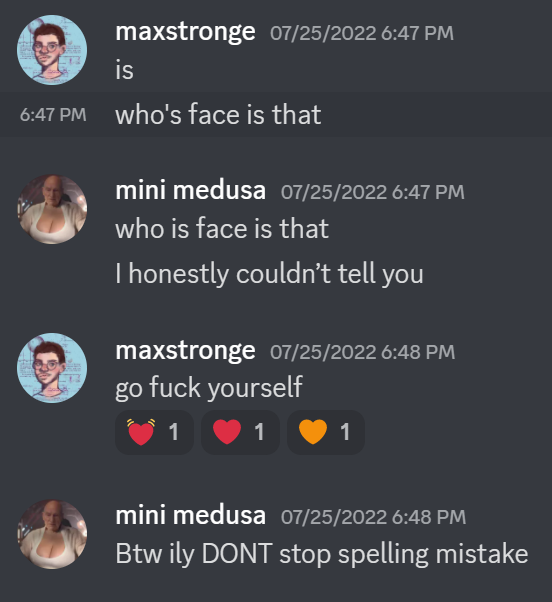 maxstronge 07/25/2022 6:47 PM
is
6:47 PM who's face is that
mini medusa 07/25/2022 6:47 PM
who is face is that
I honestly couldn’t tell you
maxstronge 07/25/2022 6:48 PM
go fuck yourself
💓 1 ❤️ 1 🧡 1
mini medusa 07/25/2022 6:48 PM
Btw ily DONT stop spelling mistake